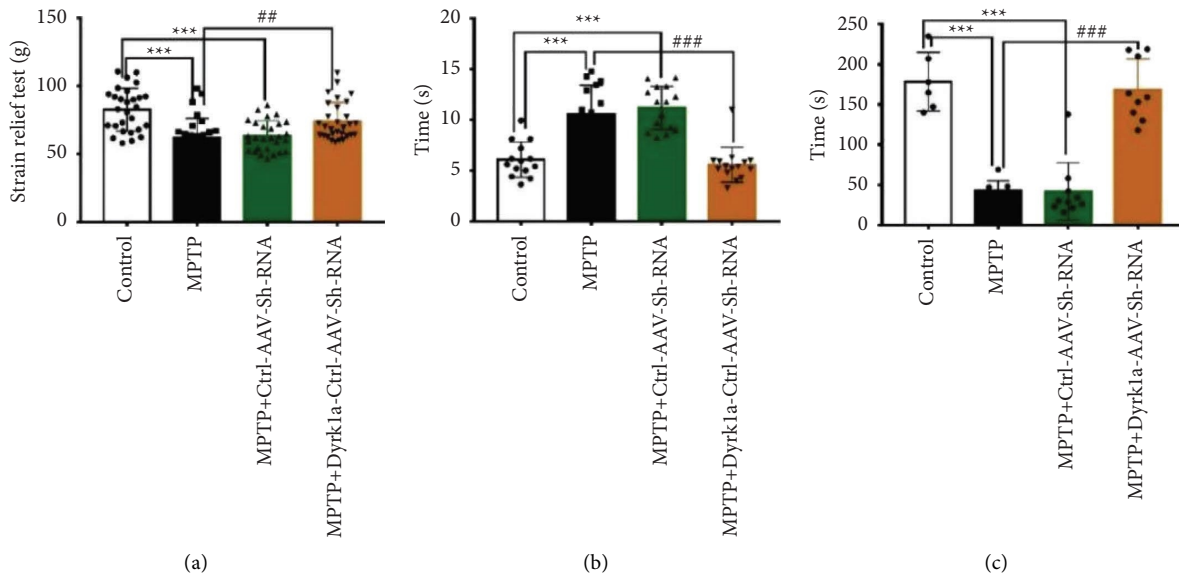 150
100
50
0
Strain relief test (g)
***
***
##
Control
MPTP
MPTP+Ctrl-AAV-Sh-RNA
MPTP+Dyrk1a-Ctrl-AAV-Sh-RNA
(a)
20
15
10
5
0
Time (s)
***
***
###
Control
MPTP
MPTP+Ctrl-AAV-Sh-RNA
MPTP+Dyrk1a-Ctrl-AAV-Sh-RNA
(b)
250
200
150
100
50
0
Time (s)
***
***
###
Control
MPTP
MPTP+Ctrl-AAV-Sh-RNA
MPTP+Dyrk1a-AAV-Sh-RNA
(c)